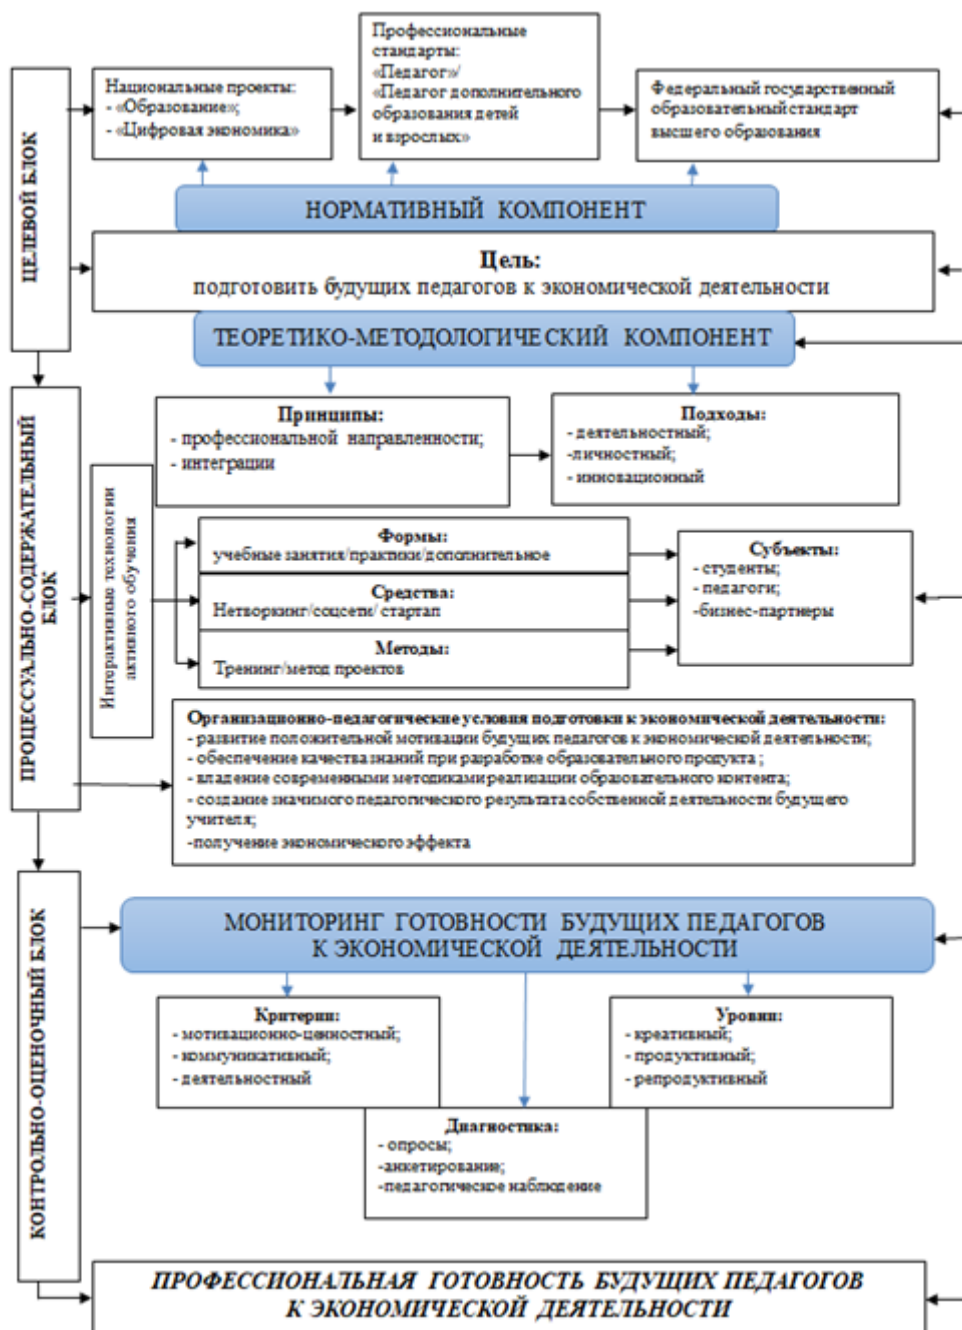 ЦЕЛЕВОЙ БЛОК
Национальные проекты:
- «Образование»;
- «Цифровая экономика»
Профессиональные
стандарты:
«Педагог»/
«Педагог дополнительного
образования детей
и взрослых»
Федеральный государственный
образовательный стандарт
высшего образования
НОРМАТИВНЫЙ КОМПОНЕНТ
Цель:
подготовить будущих педагогов к экономической деятельности
ТЕОРЕТИКО-МЕТОДОЛОГИЧЕСКИЙ КОМПОНЕНТ
ПРОЦЕССУАЛЬНО-СОДЕРЖАТЕЛЬНЫЙ
БЛОК
Принципы:
- профессиональной направленности;
- интеграции
Подходы:
- деятельностный;
-личностный;
- инновационный
Интерактивные технологии
активного обучения
Формы:
учебные занятия/практики/дополнительное
Средства:
Нетворкинг/соцсети/ стартап
Методы:
Тренинг/метод проектов
Субъекты:
- студенты;
- педагоги;
-бизнес-партнеры
Организационно-педагогические условия подготовки к экономической деятельности:
- развитие положительной мотивации будущих педагогов к экономической деятельности;
- обеспечение качества знаний при разработке образовательного продукта ;
- владение современными методиками реализации образовательного контента;
- создание значимого педагогического результата собственной деятельности будущего
учителя;
-получение экономического эффекта
КОНТРОЛЬНО-ОЦЕНОЧНЫЙ БЛОК
МОНИТОРИНГ ГОТОВНОСТИ БУДУЩИХ ПЕДАГОГОВ
К ЭКОНОМИЧЕСКОЙ ДЕЯТЕЛЬНОСТИ
Критерии:
- мотивационно-ценностный;
- коммуникативный;
- деятельностный
Уровни:
- креативный;
- продуктивный;
- репродуктивный
Диагностика:
- опросы;
-анкетирование;
-педагогическое наблюдение
ПРОФЕССИОНАЛЬНАЯ ГОТОВНОСТЬ БУДУЩИХ ПЕДАГОГОВ
К ЭКОНОМИЧЕСКОЙ ДЕЯТЕЛЬНОСТИ